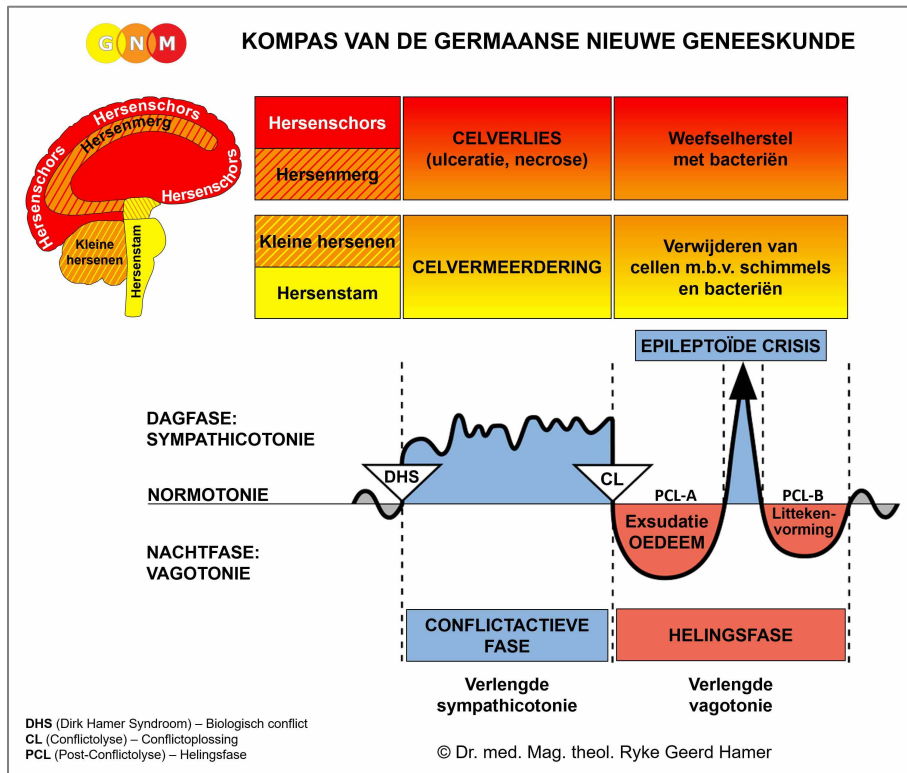 GNM
KOMPAS VAN DE GERMAANSE NIEUWE GENEESKUNDE
Hersenschors
Hersenmerg
Hersenschors
Hersenschors
Kleine
hersenen
Hersenstam
Hersenschors
Hersenmerg
CELVERLIES
(ulceratie, necrose)
Weefselherstel
met bacteriën
Kleine hersenen
Hersenstam
CELVERMEERDERING
Verwijderen van
cellen m.b.v. schimmels
en bacteriën
EPILEPTOÏDE CRISIS
DAGFASE:
SYMPATHICOTONIE
DHS
CL
NORMOTONIE
PCL-A
PCL-B
Exsudatie
OEDEEM
Litteken-
vorming
NACHTFASE:
VAGOTONIE
CONFLICTACTIEVE
FASE
HELINGSFASE
Verlengde
sympathicotonie
Verlengde
vagotonie
DHS (Dirk Hamer Syndroom) – Biologisch conflict
CL (Conflictolyse) – Conflictoplossing
PCL (Post-Conflictolyse) – Helingsfase
© Dr. med. Mag. theol. Ryke Geerd Hamer